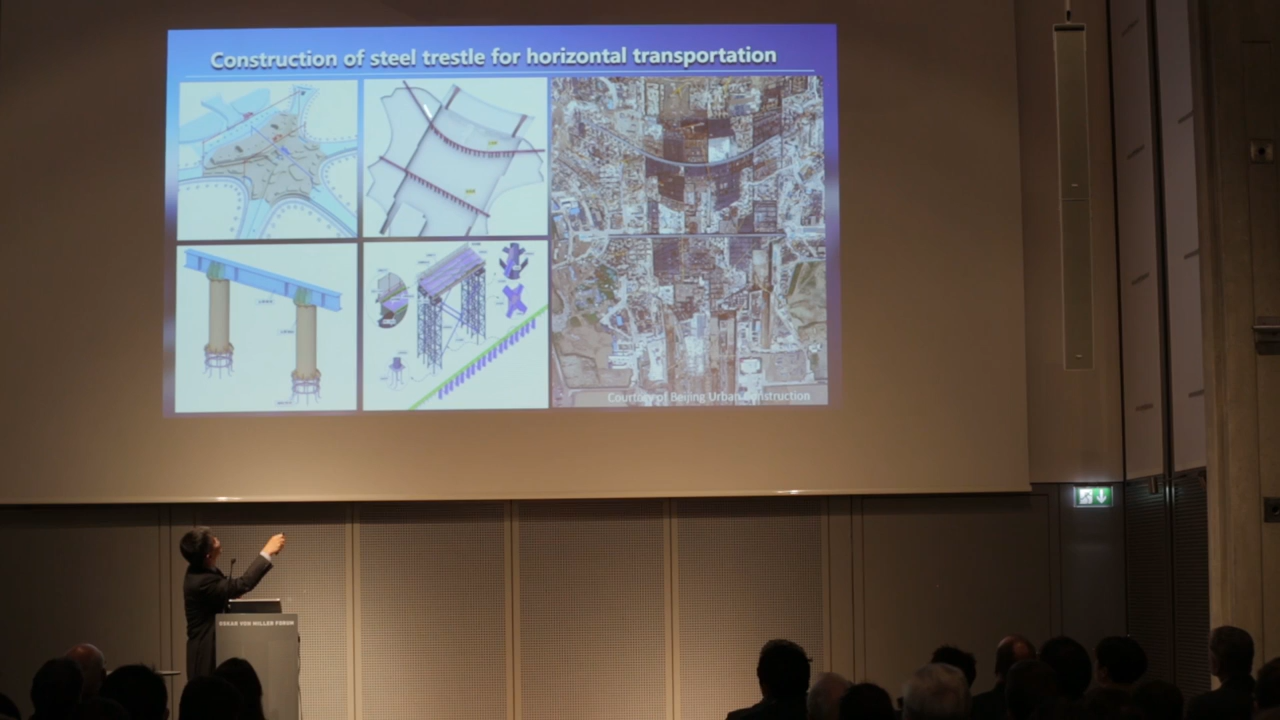 Construction of steel trestle for horizontal transportation
Courtesy of Beijing Urban Construction
OSKAR VON MILLER FORUM